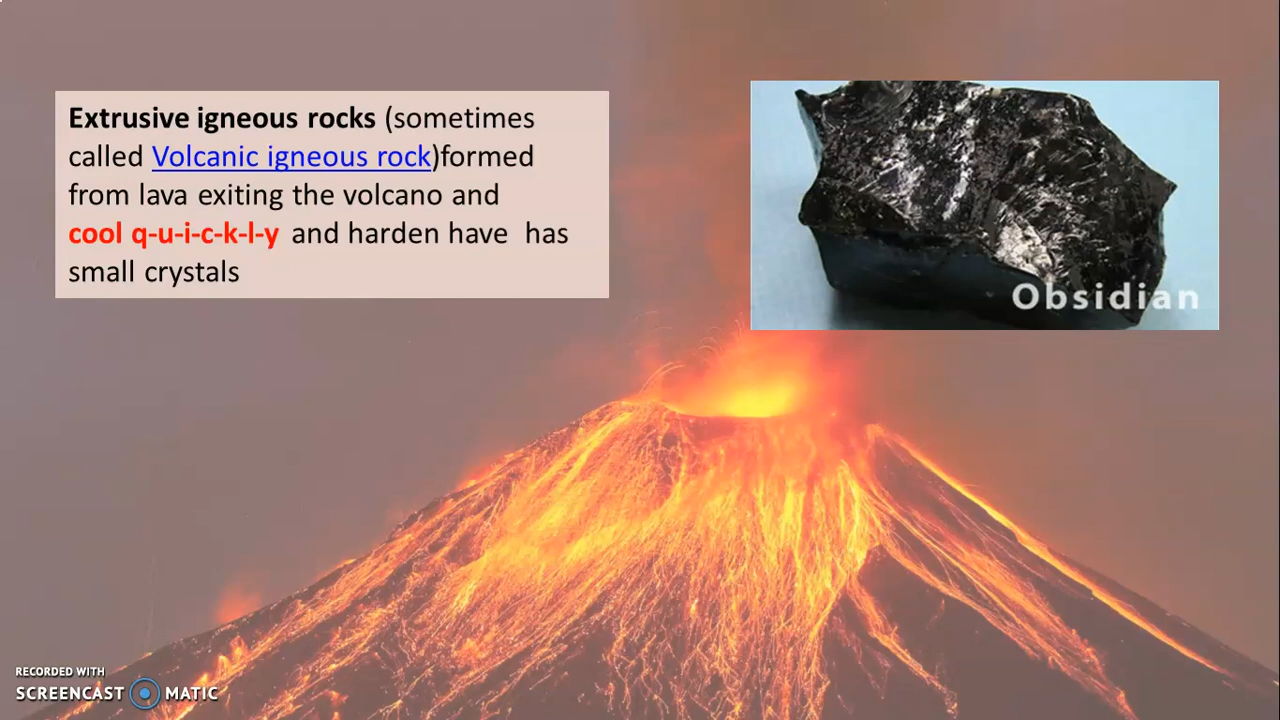 Extrusive igneous rocks (sometimes
called Volcanic igneous rock)formed
from lava exiting the volcano and
cool q-u-i-c-k-l-y and harden have has
small crystals
Obsidian
RECORDED WITH
SCREENCAST MATIC